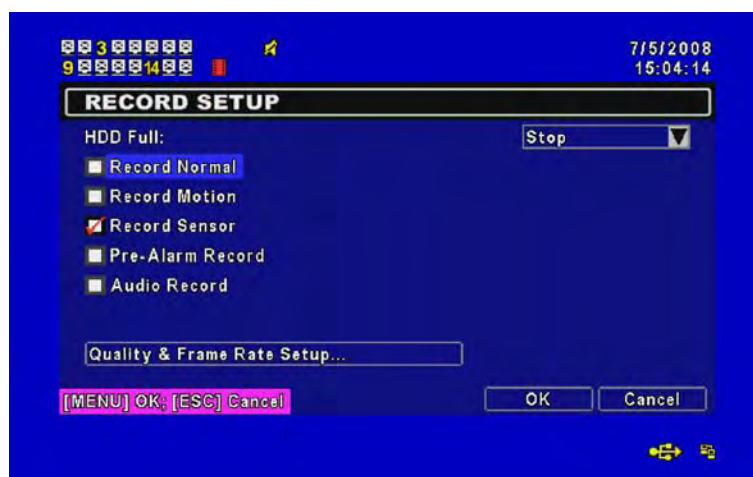 3
7/5/2008
9 14
15:04:14
RECORD SETUP
HDD Full: Stop
Record Normal
Record Motion
Record Sensor
Pre-Alarm Record
Audio Record
Quality & Frame Rate Setup...
[MENU] OK; [ESC] Cancel
OK Cancel